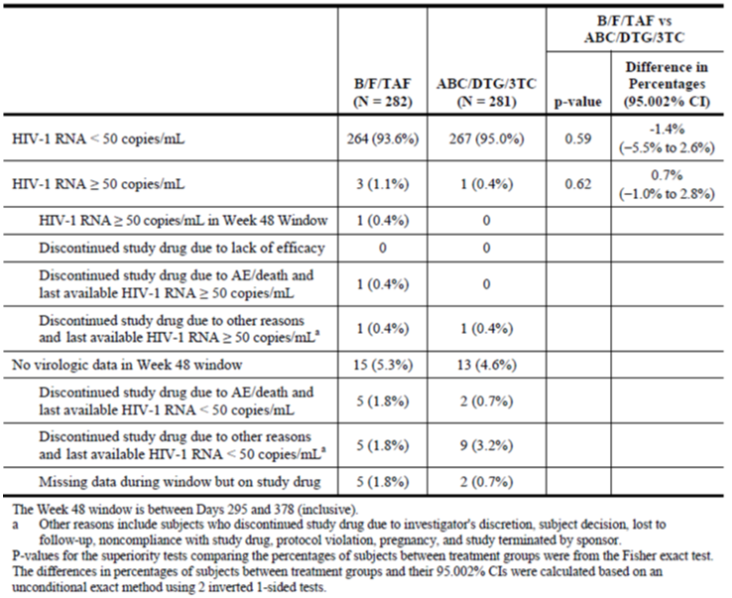 B/F/TAF vs
ABC/DTG/3TC
B/F/TAF
(N = 282)
ABC/DTG/3TC
(N = 281)
p-value
Difference in
Percentages
(95.002% CI)
HIV-1 RNA < 50 copies/mL 264 (93.6%) 267 (95.0%) 0.59 -1.4%
(−5.5% to 2.6%)
HIV-1 RNA ≥ 50 copies/mL 3 (1.1%) 1 (0.4%) 0.62 0.7%
(−1.0% to 2.8%)
HIV-1 RNA ≥ 50 copies/mL in Week 48 Window 1 (0.4%) 0
Discontinued study drug due to lack of efficacy 0 0
Discontinued study drug due to AE/death and
last available HIV-1 RNA ≥ 50 copies/mL 1 (0.4%) 0
Discontinued study drug due to other reasons
and last available HIV-1 RNA ≥ 50 copies/mLa 1 (0.4%) 1 (0.4%)
No virologic data in Week 48 window 15 (5.3%) 13 (4.6%)
Discontinued study drug due to AE/death and
last available HIV-1 RNA < 50 copies/mL 5 (1.8%) 2 (0.7%)
Discontinued study drug due to other reasons
and last available HIV-1 RNA < 50 copies/mLa 5 (1.8%) 9 (3.2%)
Missing data during window but on study drug 5 (1.8%) 2 (0.7%)
The Week 48 window is between Days 295 and 378 (inclusive).
a Other reasons include subjects who discontinued study drug due to investigator's discretion, subject decision, lost to
follow-up, noncompliance with study drug, protocol violation, pregnancy, and study terminated by sponsor.
P-values for the superiority tests comparing the percentages of subjects between treatment groups were from the Fisher exact test.
The differences in percentages of subjects between treatment groups and their 95.002% CIs were calculated based on an
unconditional exact method using 2 inverted 1-sided tests.